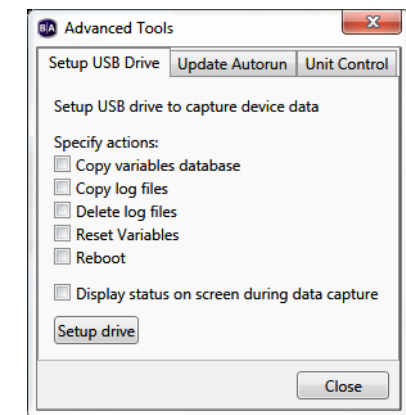 B A Advanced Tools
Setup USB Drive Update Autorun Unit Control
Setup USB drive to capture device data
Specify actions:
Copy variables database
Copy log files
Delete log files
Reset Variables
Reboot
Display status on screen during data capture
Setup drive
Close